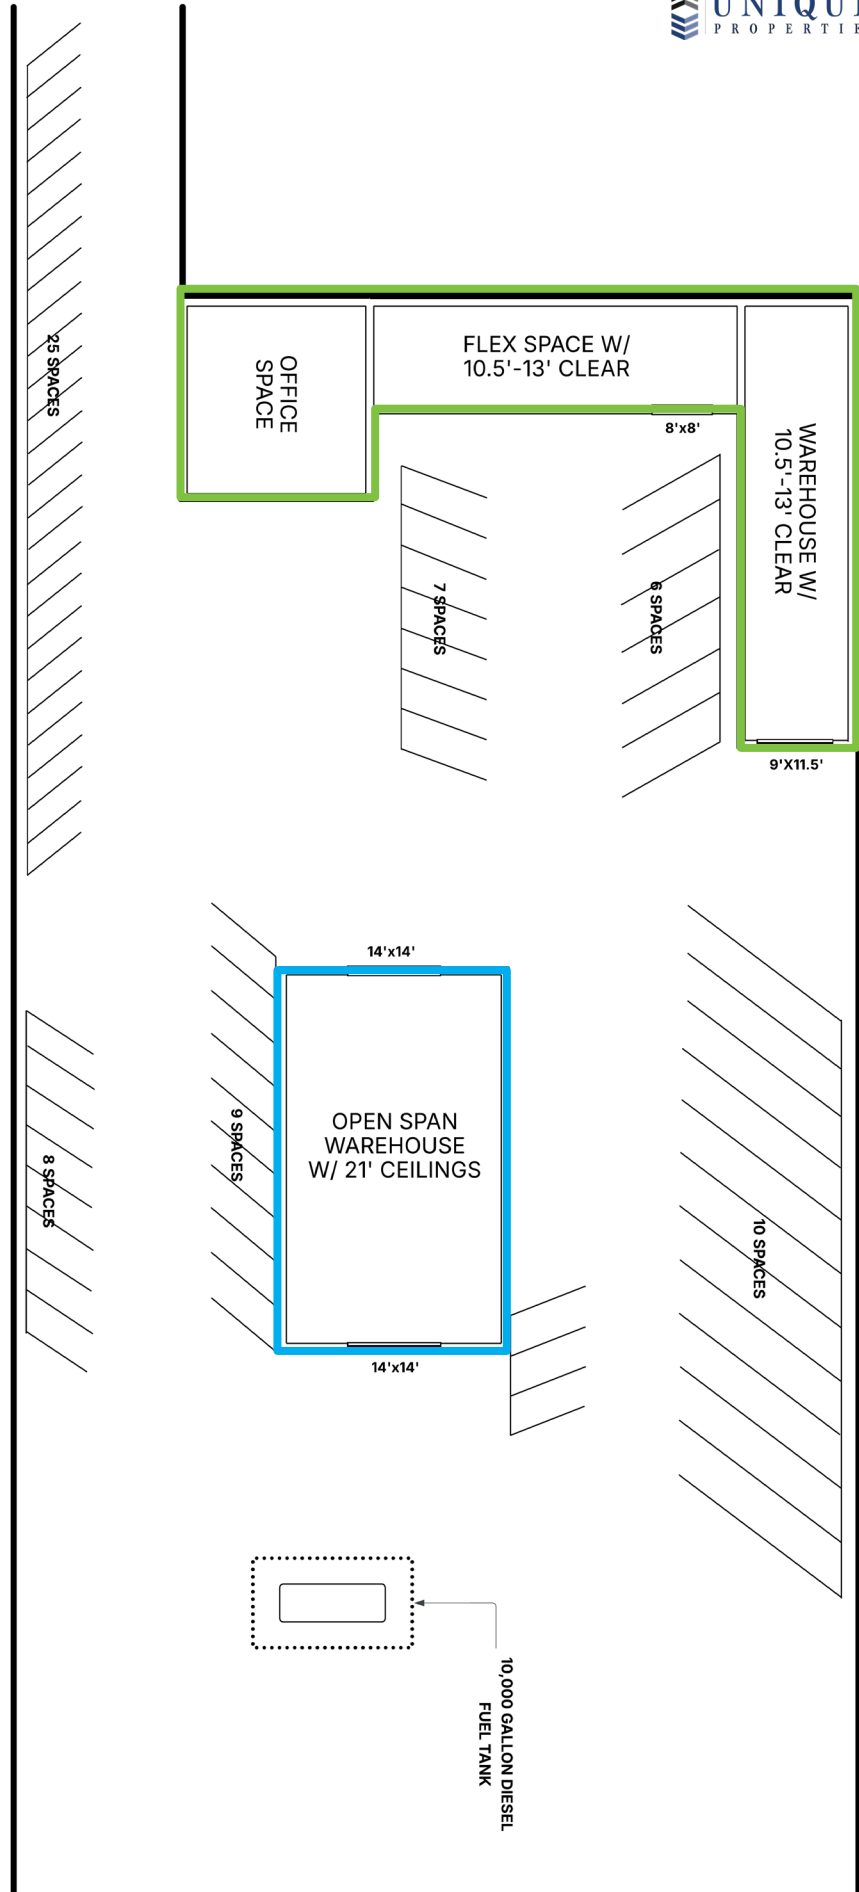 UNIQUE
PROPERTIE
25 SPACES
OFFICE
SPACE
FLEX SPACE W/
10.5'-13' CLEAR
8'x8'
WAREHOUSE W/
10.5'-13' CLEAR
7 SPACES
6 SPACES
9'X11.5'
14'x14'
OPEN SPAN
WAREHOUSE
W/ 21' CEILINGS
9 SPACES
8 SPACES
10 SPACES
14'x14'
10,000 GALLON DIESEL
FUEL TANK